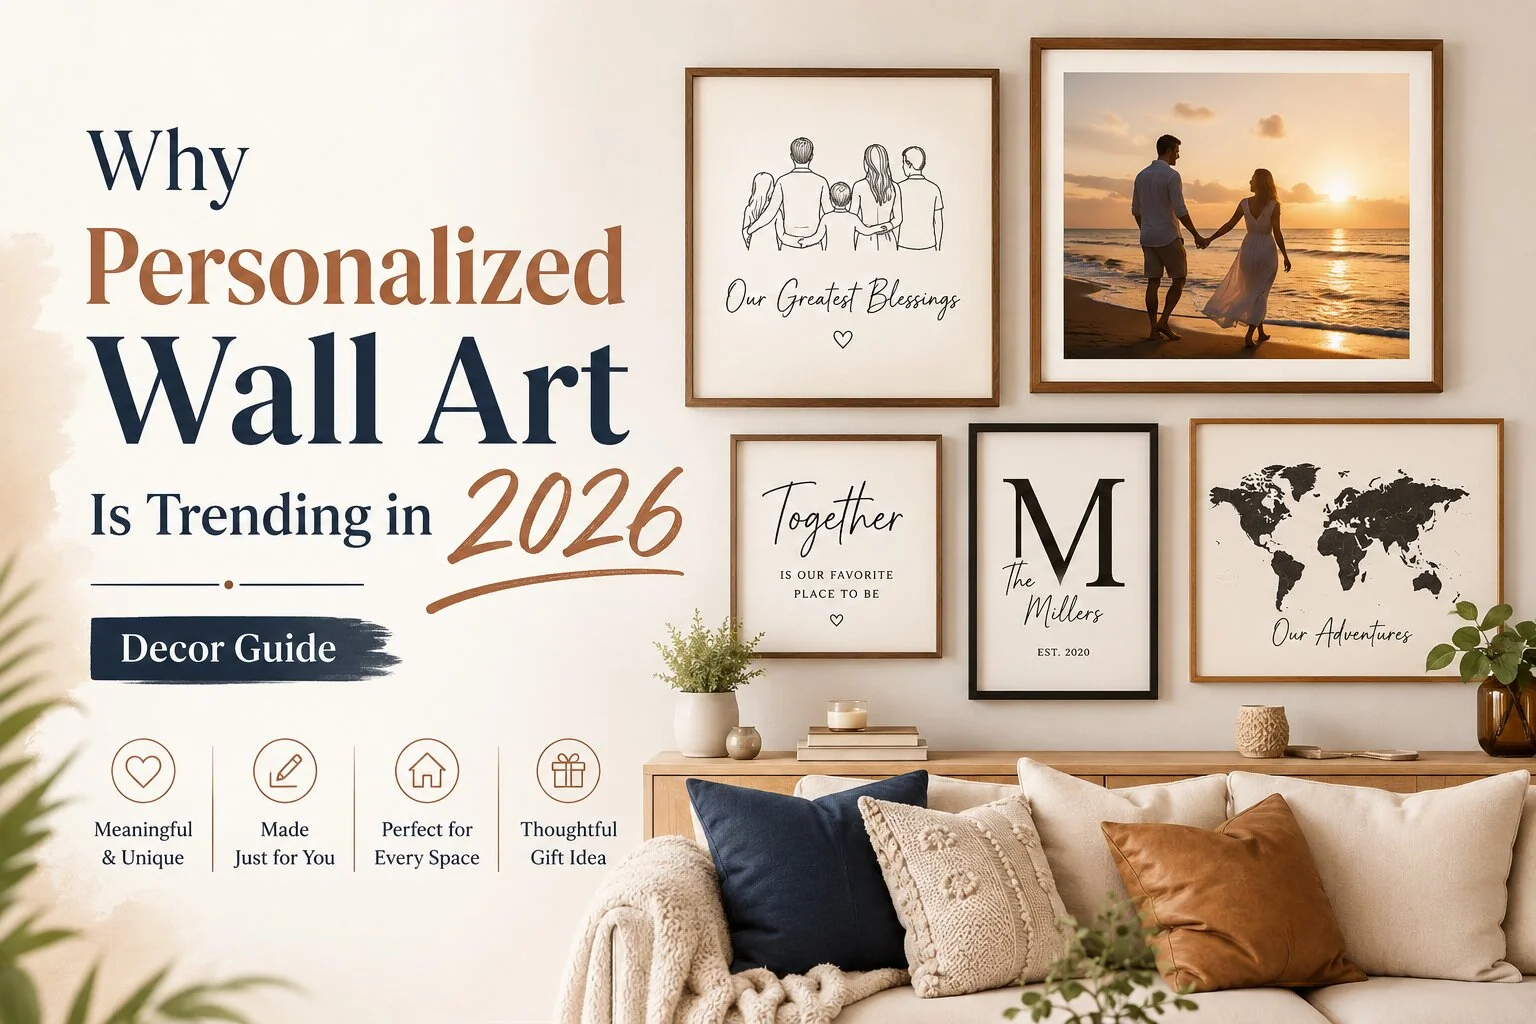 Why
Personalized
Wall Art
Is Trending in 2026
Decor Guide
Meaningful
& Unique
Made
Just for You
Perfect for
Every Space
Thoughtful
Gift Idea
Our Greatest Blessings
Together
IS OUR FAVORITE
PLACE TO BE
M
The
Millers
EST. 2020
Our Adventures